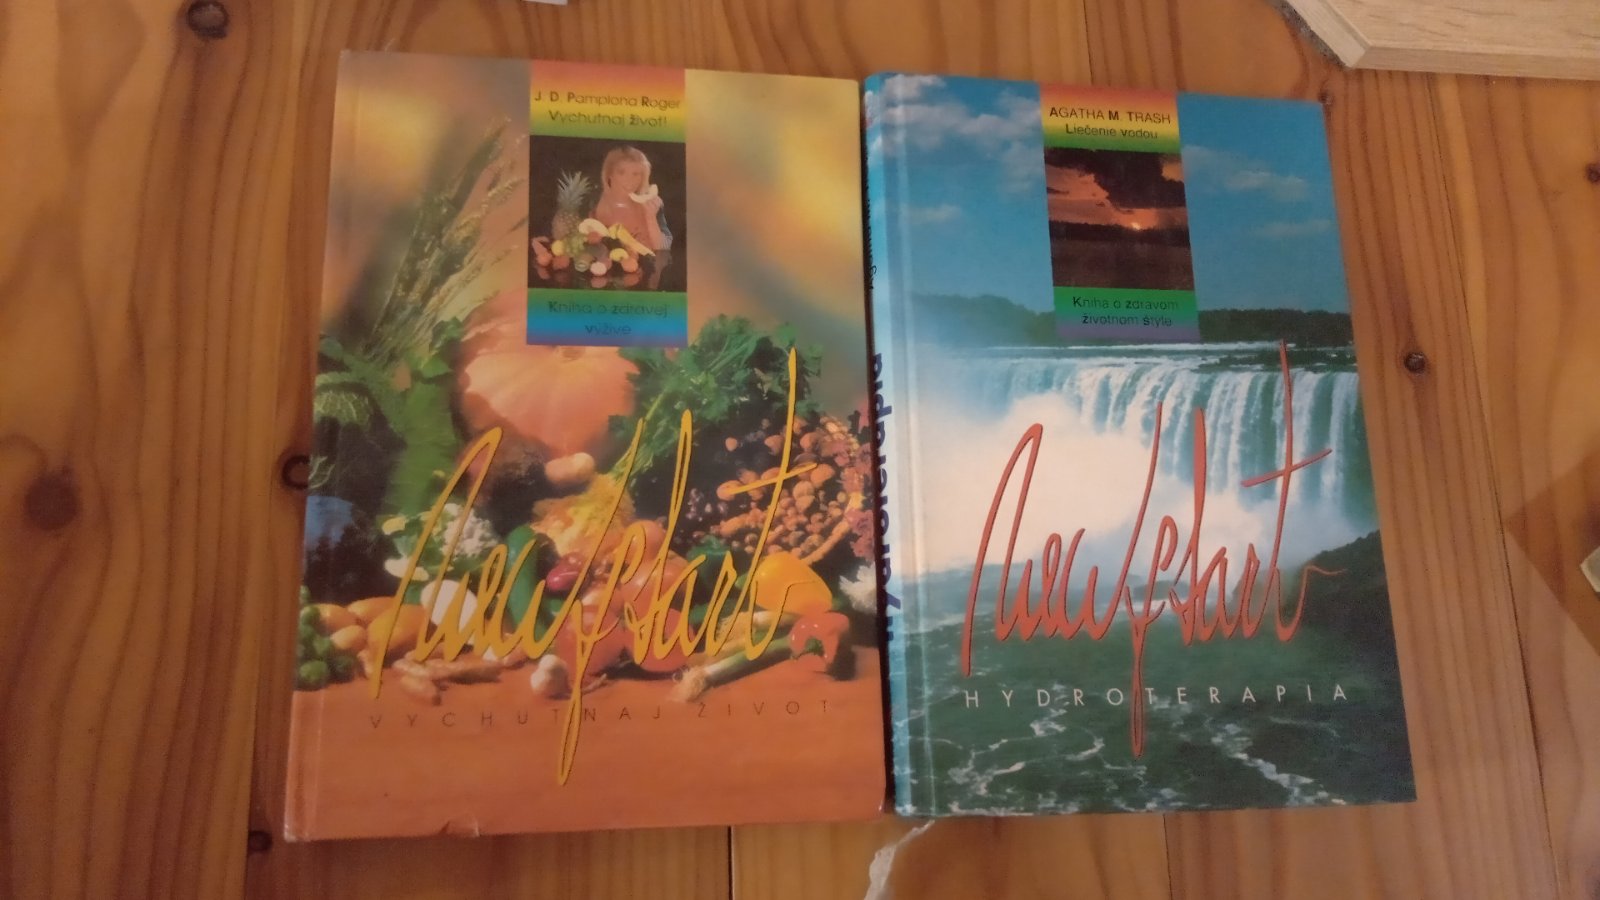 J. D. Pamplona Roger
Vychutnaj život!
Kniha o zdravej
výžive
NewStart
VYCHUTNAJ ŽIVOT
AGATHA M. TRASH
Liečenie vodou
Kniha o zdravom
životnom štýle
NewStart
HYDROTERAPIA